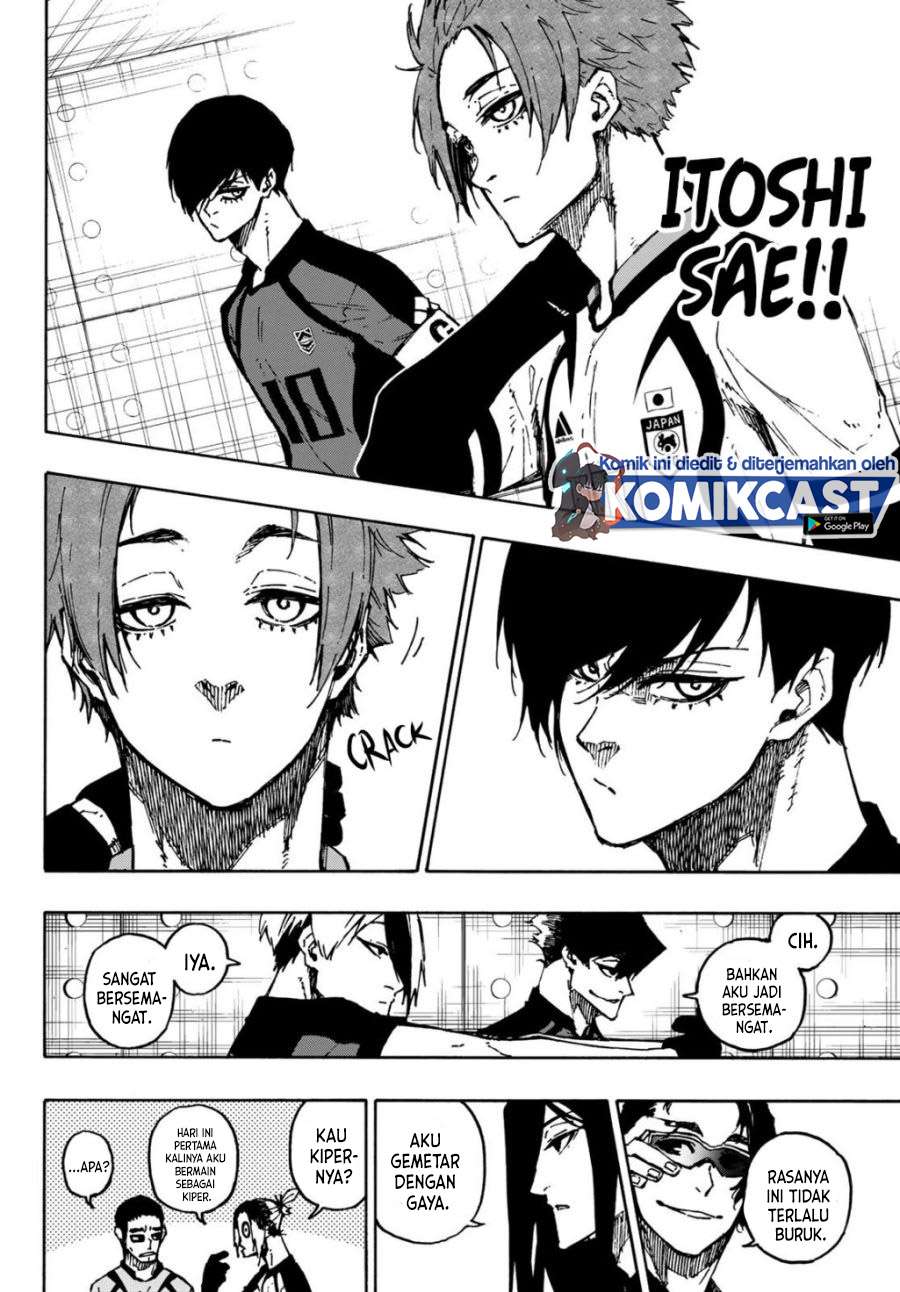 ITOSHI
SAE!!
10
C
adidas
JAPAN
Komik ini diedit & diterjemahkan oleh
KOMIKCAST
GET IT ON
Google Play
CRACK
CIH.
BAHKAN
AKU JADI
BERSEMA-
NGAT.
IYA.
SANGAT
BERSEMA-
NGAT.
RASANYA
INI TIDAK
TERLALU
BURUK.
AKU
GEMETAR
DENGAN
GAYA.
KAU
KIPER-
NYA?
HARI INI
PERTAMA
KALINYA AKU
BERMAIN
SEBAGAI
KIPER.
...APA?